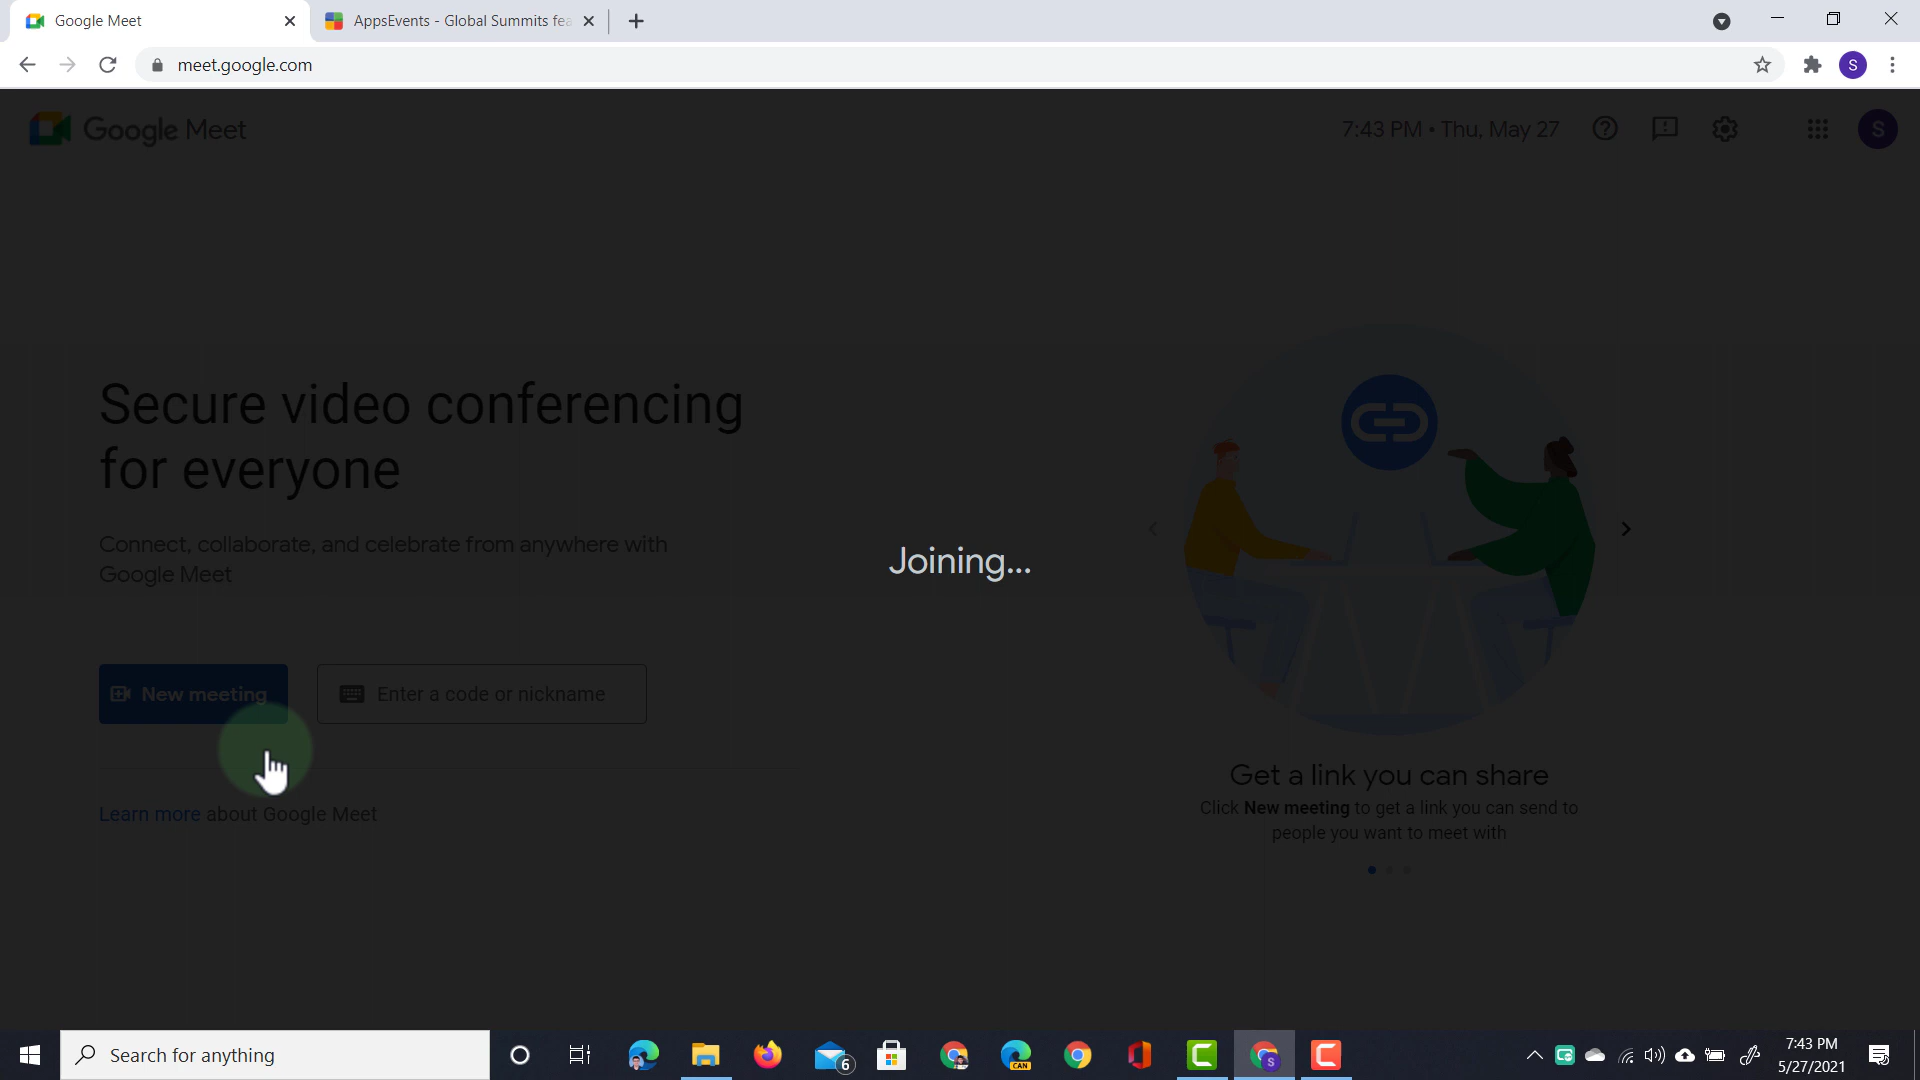 Google Meet
AppsEvents - Global Summits fea
meet.google.com
S
Google Meet
7:43 PM • Thu, May 27
S
Secure video conferencing
for everyone
Connect, collaborate, and celebrate from anywhere with
Google Meet
Joining...
New meeting
Enter a code or nickname
Learn more about Google Meet
Get a link you can share
Click New meeting to get a link you can send to
people you want to meet with
Search for anything
6
CAN
S
7:43 PM
5/27/2021